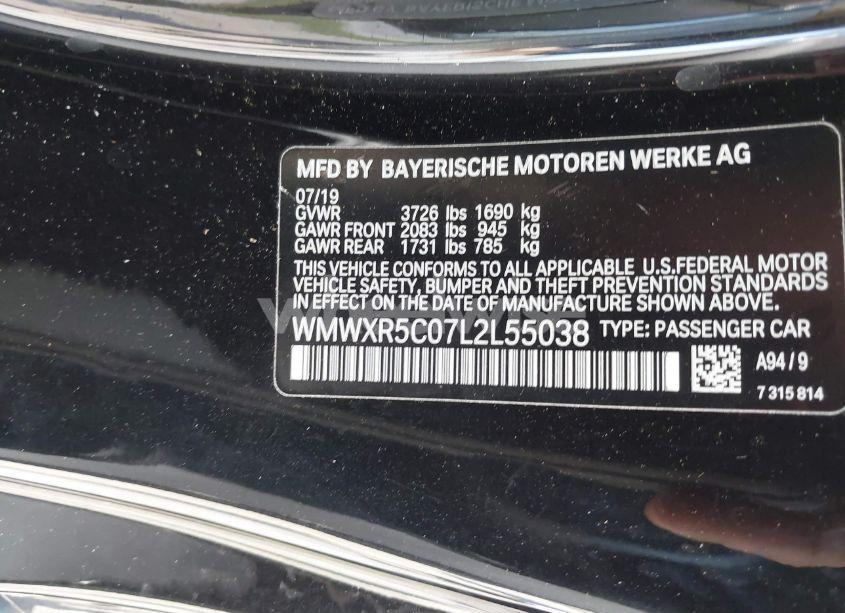 MFD BY BAYERISCHE MOTOREN WERKE AG
07/19
GVWR 3726 lbs 1690 kg
GAWR FRONT 2083 lbs 945 kg
GAWR REAR 1731 lbs 785 kg
THIS VEHICLE CONFORMS TO ALL APPLICABLE U.S.FEDERAL MOTOR
VEHICLE SAFETY, BUMPER AND THEFT PREVENTION STANDARDS
IN EFFECT ON THE DATE OF MANUFACTURE SHOWN ABOVE.
WMWXR5C07L2L55038 TYPE: PASSENGER CAR
A94/9
7 315 814